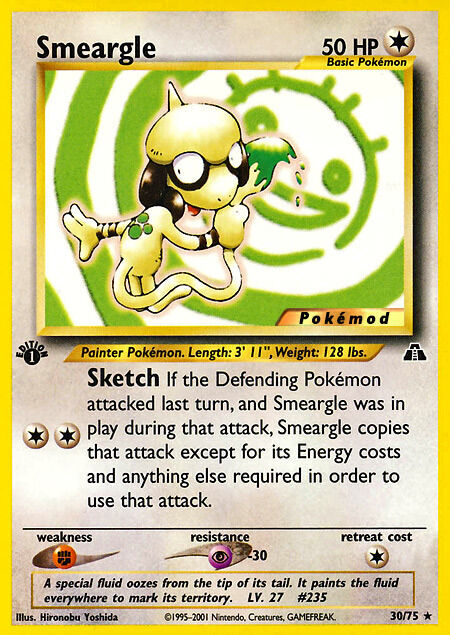 Smeargle
50 HP
Basic Pokémon
Pokémod
EDITION 1
Painter Pokémon. Length: 3' 11", Weight: 128 lbs.
Sketch If the Defending Pokémon
attacked last turn, and Smeargle was in
play during that attack, Smeargle copies
that attack except for its Energy costs
and anything else required in order to
use that attack.
weakness
resistance
retreat cost
-30
A special fluid oozes from the tip of its tail. It paints the fluid
everywhere to mark its territory. LV. 27 #235
Illus. Hironobu Yoshida
©1995-2001 Nintendo, Creatures, GAMEFREAK.
30/75 ★